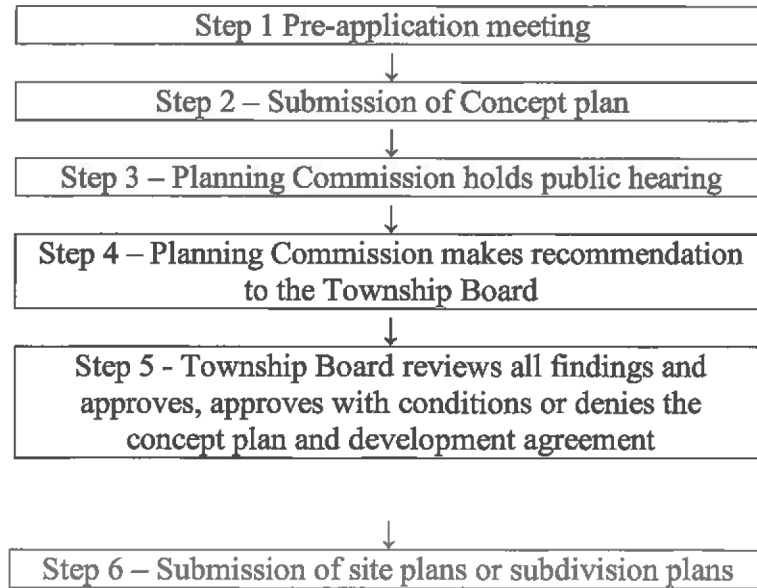 Step 1 Pre-application meeting
↓
Step 2 – Submission of Concept plan
↓
Step 3 – Planning Commission holds public hearing
↓
Step 4 – Planning Commission makes recommendation
to the Township Board
↓
Step 5 - Township Board reviews all findings and
approves, approves with conditions or denies the
concept plan and development agreement
↓
Step 6 – Submission of site plans or subdivision plans